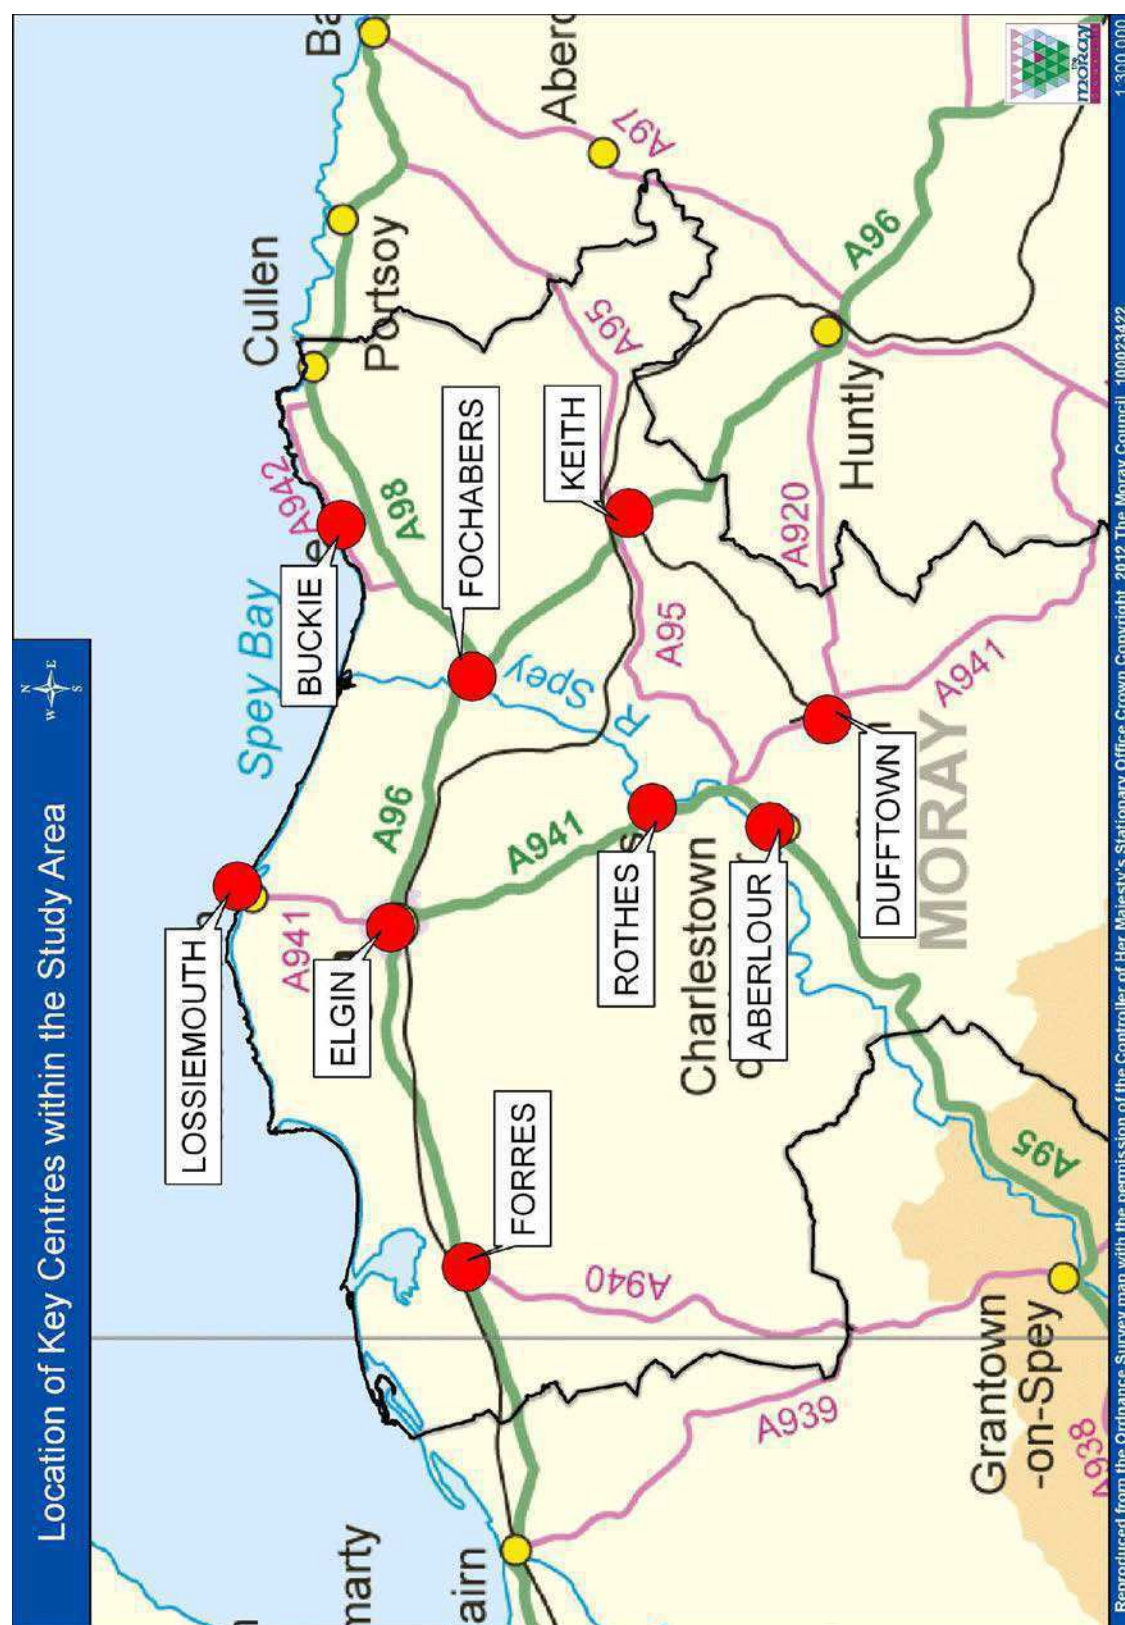 Location of Key Centres within the Study Area
N
W
E
S
Spey Bay
LOSSIEMOUTH
BUCKIE
e
Cullen
Portsoy
Ba
Aberc
A942
A98
A941
ELGIN
A96
FOCHABERS
KEITH
A95
A97
FORRES
A941
R
Spey
A95
ROTHES
s
Charlestown
ABERLOUR
DUFFTOWN
MORAY
A920
Huntly
A96
A941
A940
A939
A95
Grantown
-on-Spey
A938
marty
airn
the
moray
Reproduced from the Ordnance Survey map with the permission of the Controller of Her Majesty's Stationary Office Crown Copyright 2012 The Moray Council 100023422
1:300,000